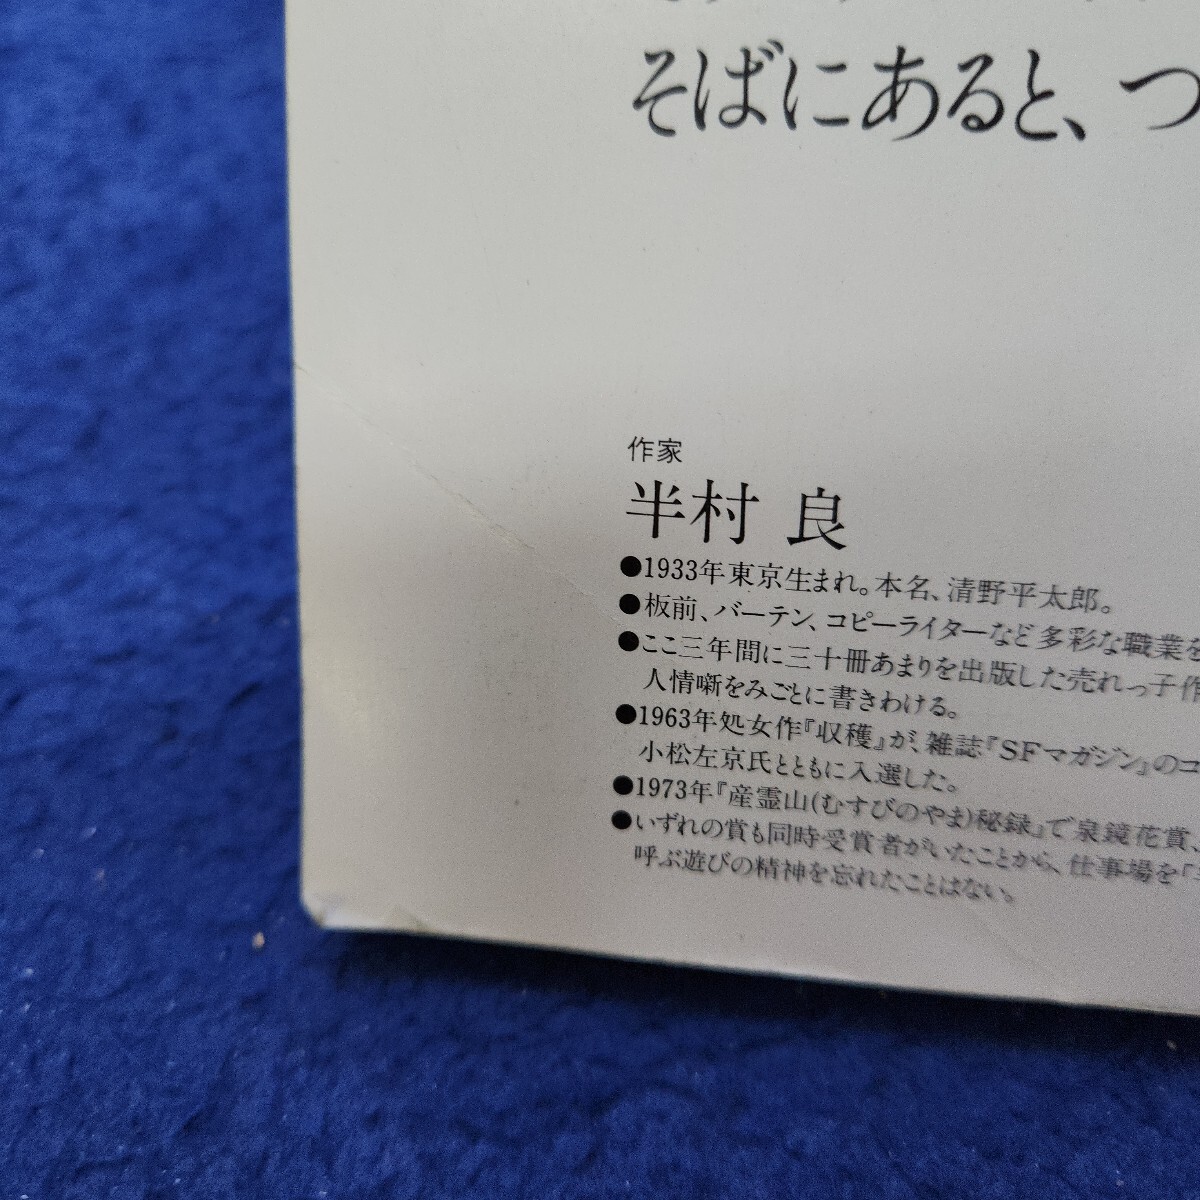 そばにあると、つ
作家
半村 良
●1933年東京生まれ。本名、清野平太郎。
●板前、バーテン、コピーライターなど多彩な職業を
●ここ三年間に三十冊あまりを出版した売れっ子作
人情噺をみごとに書きわける。
●1963年処女作『収穫』が、雑誌『SFマガジン』のコ
小松左京氏とともに入選した。
●1973年『産霊山(むすびのやま)秘録』で泉鏡花賞、
●いずれの賞も同時受賞者がいたことから、仕事場を「
呼ぶ遊びの精神を忘れたことはない。